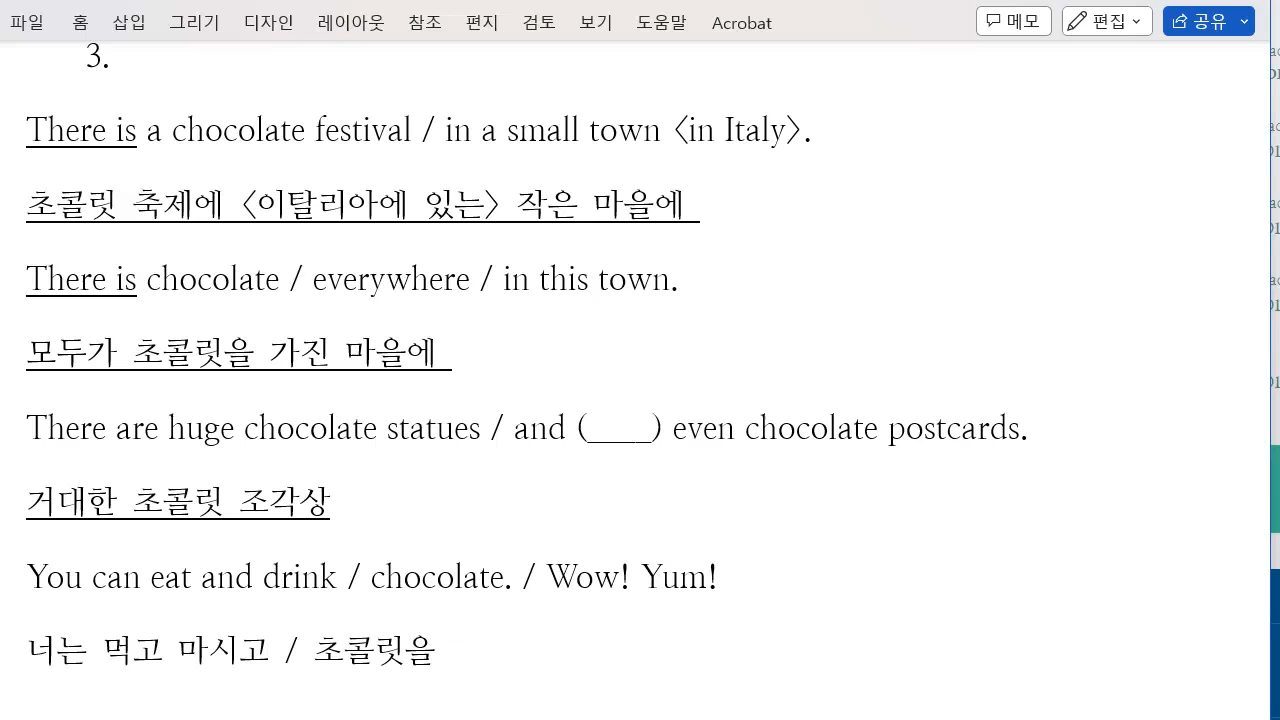 파일 홈 삽입 그리기 디자인 레이아웃 참조 편지 검토 보기 도움말 Acrobat 메모 편집 공유
3.
There is a chocolate festival / in a small town 〈in Italy〉.
초콜릿 축제에 〈이탈리아에 있는〉 작은 마을에
There is chocolate / everywhere / in this town.
모두가 초콜릿을 가진 마을에
There are huge chocolate statues / and (____) even chocolate postcards.
거대한 초콜릿 조각상
You can eat and drink / chocolate. / Wow! Yum!
너는 먹고 마시고 / 초콜릿을